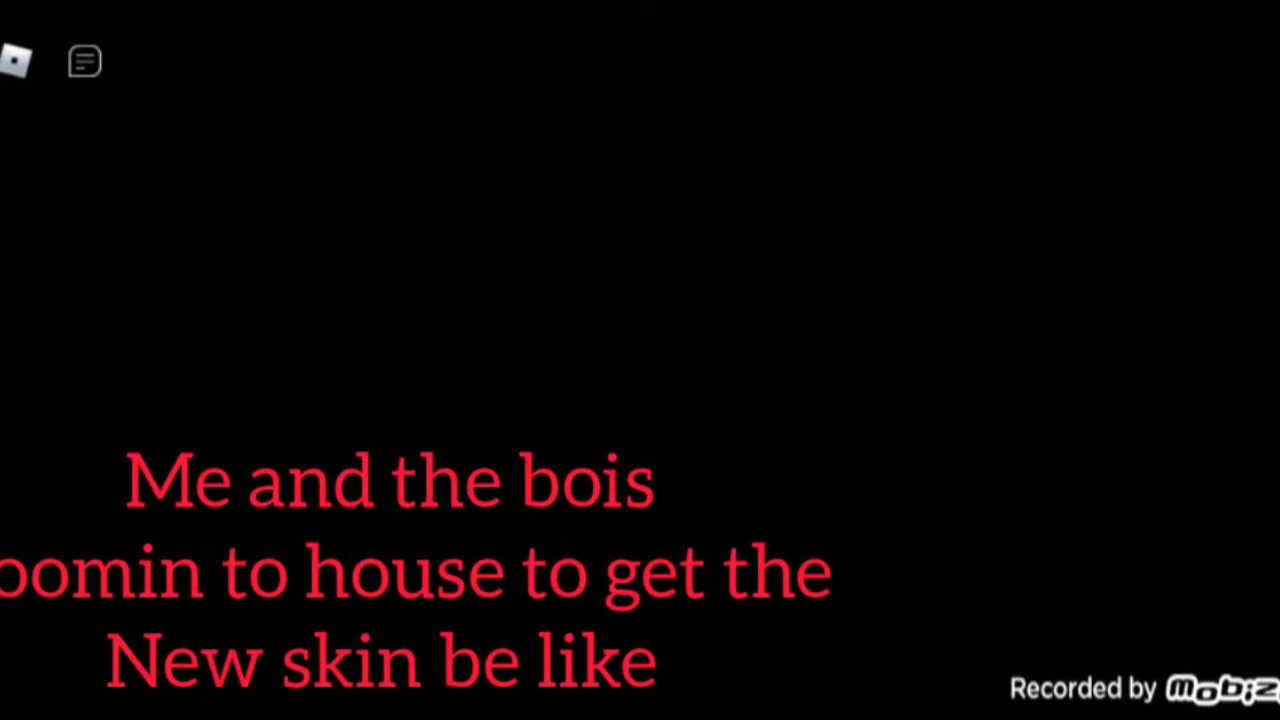 Me and the bois
oomin to house to get the
New skin be like
Recorded by